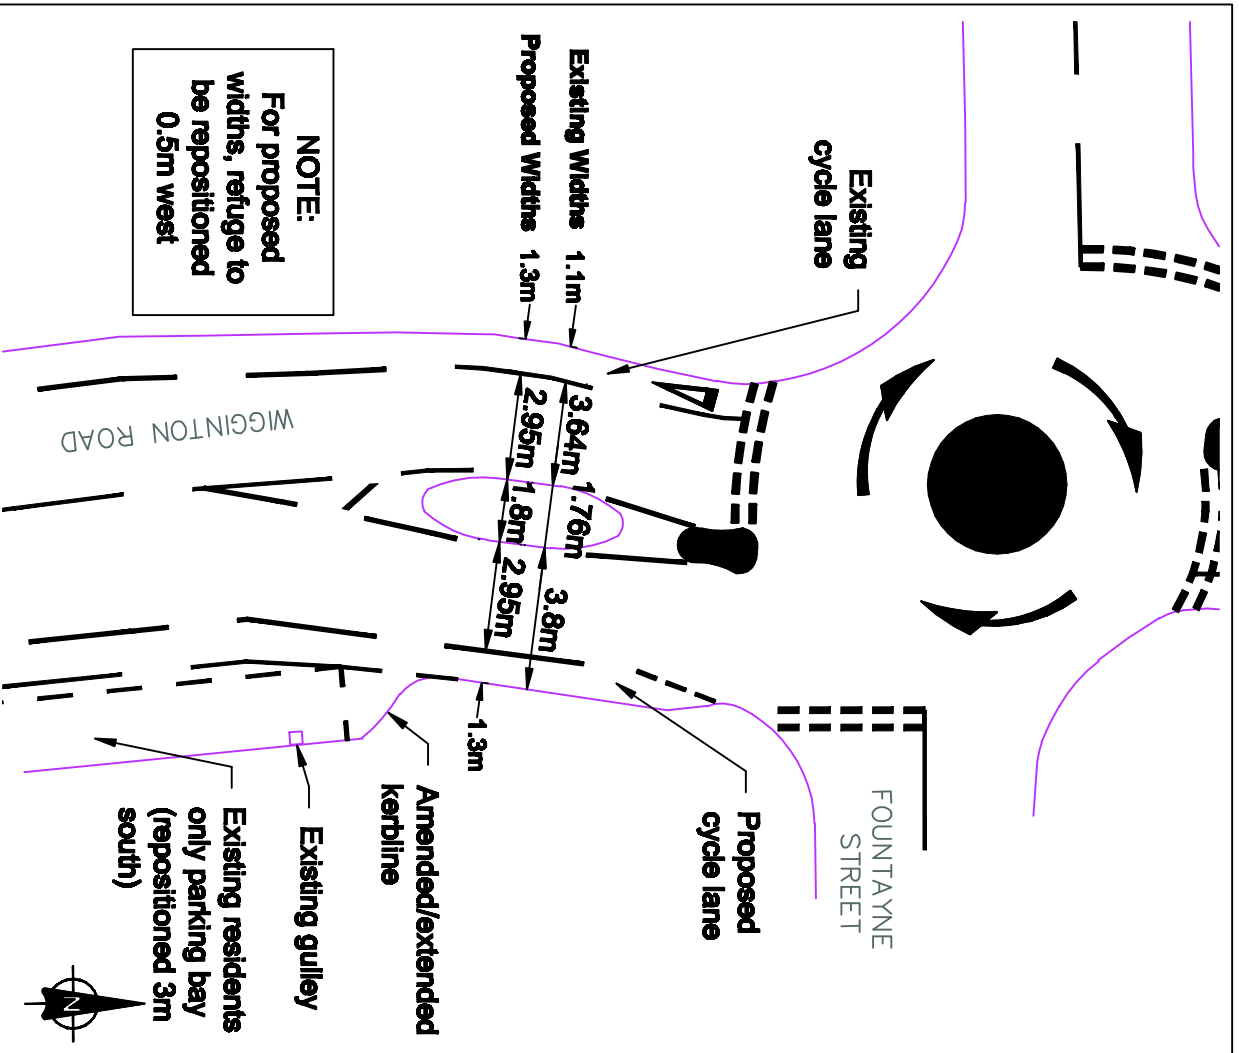 NOTE:
For proposed
widths, refuge to
be repositioned
0.5m west
Existing Widths 1.1m
Proposed Widths 1.3m
Existing
cycle lane
3.64m 1.76m 3.8m
2.95m 1.8m 2.95m
1.3m
WIGGINTON ROAD
FOUNTAYNE
STREET
Proposed
cycle lane
Amended/extended
kerbline
Existing gulley
Existing residents
only parking bay
(repositioned 3m
south)
N